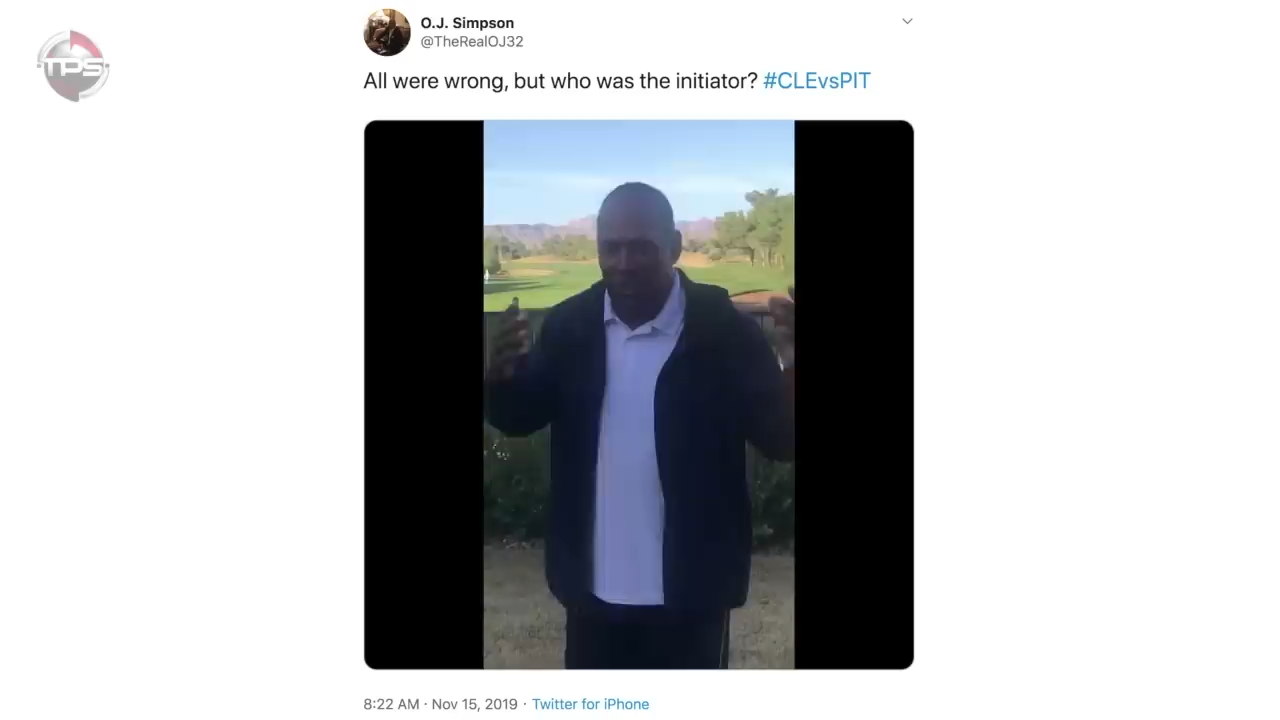 TPS
O.J. Simpson
@TheRealOJ32
All were wrong, but who was the initiator? #CLEvsPIT
8:22 AM · Nov 15, 2019 · Twitter for iPhone